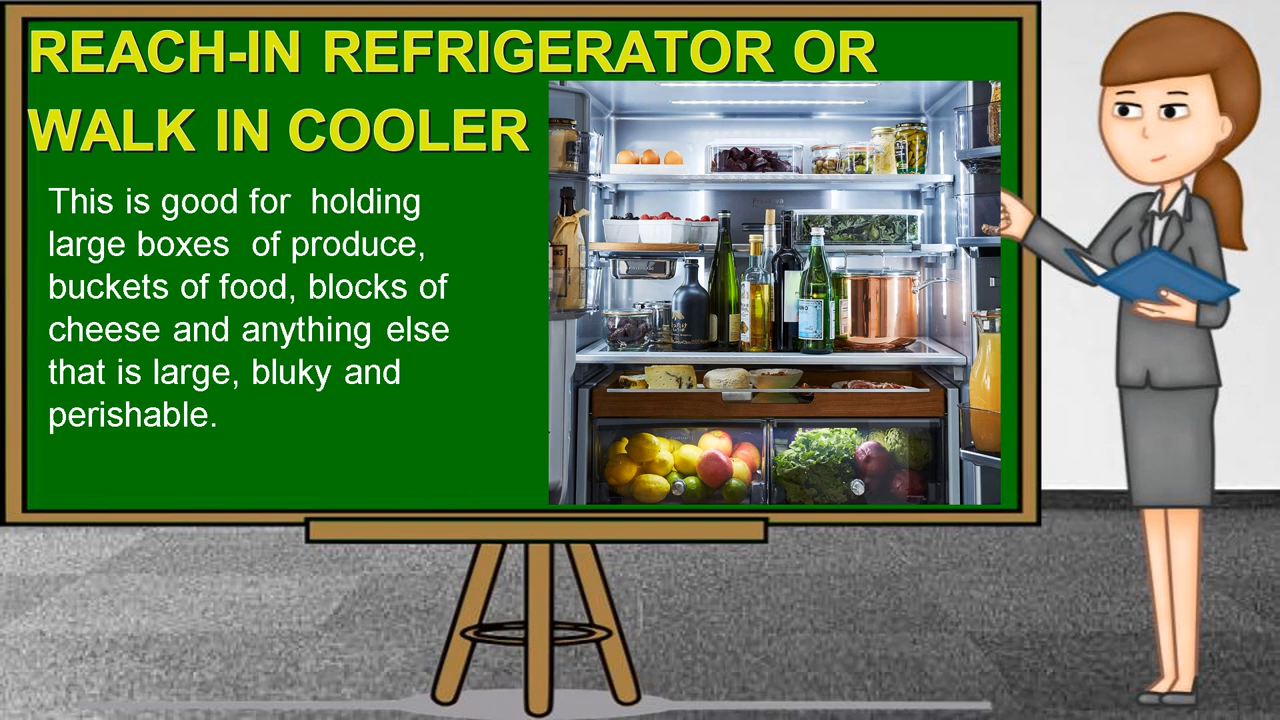 REACH-IN REFRIGERATOR OR
WALK IN COOLER
This is good for holding
large boxes of produce,
buckets of food, blocks of
cheese and anything else
that is large, bluky and
perishable.